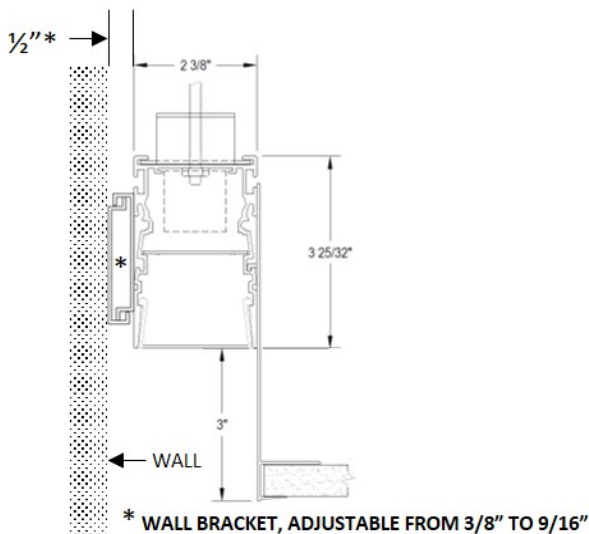 ½"*
2 3/8"
*
3 25/32"
3"
WALL
* WALL BRACKET, ADJUSTABLE FROM 3/8" TO 9/16"